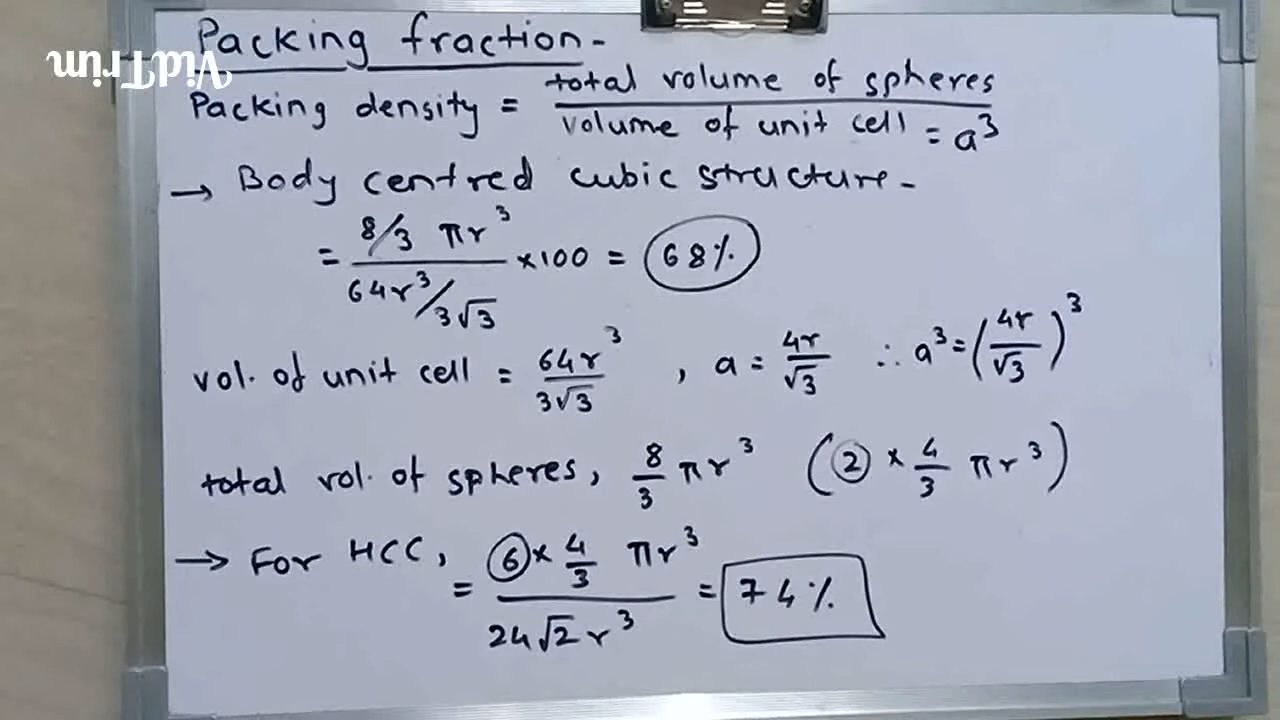 Packing fraction-
VidTrim
Packing density = total volume of spheres / volume of unit cell = a³
→ Body centred cubic structure-
= (8/3 πr³) / (64r³/3√3) ×100 = 68%
vol. of unit cell = 64r³/3√3 , a = 4r/√3 ∴ a³ = (4r/√3)³
total vol. of spheres, 8/3 πr³ (2 × 4/3 πr³)
→ For HCC, = (6 × 4/3 πr³) / (24√2 r³) = 74%